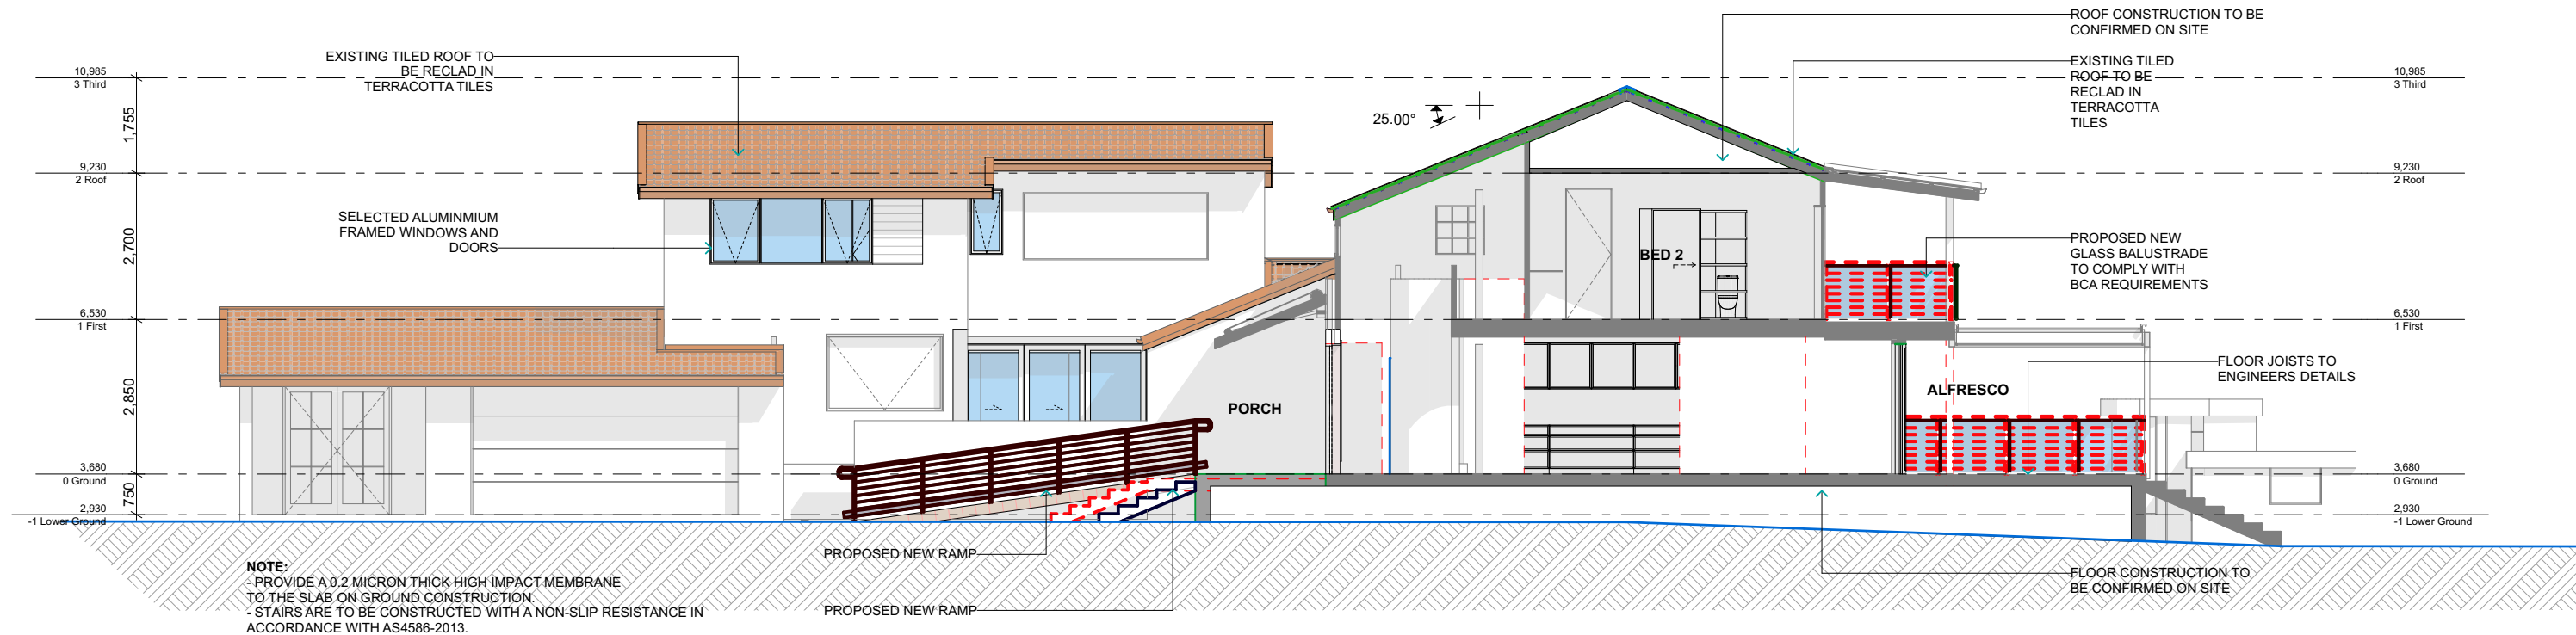 EXISTING TILED ROOF TO
BE RECLAD IN
TERRACOTTA TILES
ROOF CONSTRUCTION TO BE
CONFIRMED ON SITE
EXISTING TILED
ROOF TO BE
RECLAD IN
TERRACOTTA
TILES
10,985
3 Third
10,985
3 Third
1,755
25.00°
9,230
2 Roof
9,230
2 Roof
SELECTED ALUMINMIUM
FRAMED WINDOWS AND
DOORS
2,700
BED 2
PROPOSED NEW
GLASS BALUSTRADE
TO COMPLY WITH
BCA REQUIREMENTS
6,530
1 First
6,530
1 First
2,850
FLOOR JOISTS TO
ENGINEERS DETAILS
ALFRESCO
PORCH
3,680
0 Ground
3,680
0 Ground
750
2,930
-1 Lower Ground
2,930
-1 Lower Ground
PROPOSED NEW RAMP
NOTE:
- PROVIDE A 0.2 MICRON THICK HIGH IMPACT MEMBRANE
TO THE SLAB ON GROUND CONSTRUCTION.
- STAIRS ARE TO BE CONSTRUCTED WITH A NON-SLIP RESISTANCE IN
ACCORDANCE WITH AS4586-2013.
PROPOSED NEW RAMP
FLOOR CONSTRUCTION TO
BE CONFIRMED ON SITE